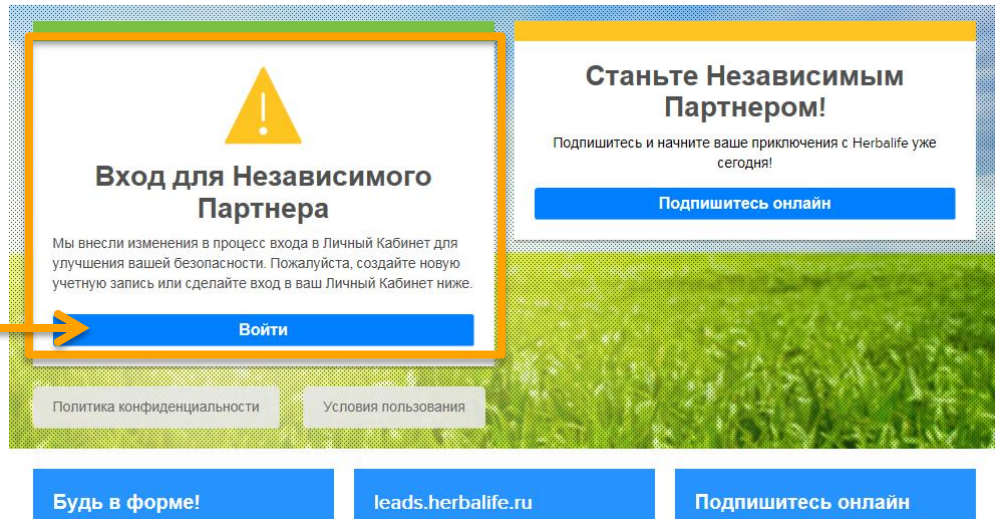 Вход для Независимого
Партнера
Мы внесли изменения в процесс входа в Личный Кабинет для
улучшения вашей безопасности. Пожалуйста, создайте новую
учетную запись или сделайте вход в ваш Личный Кабинет ниже.
Войти
Политика конфиденциальности
Условия пользования
Станьте Независимым
Партнером!
Подпишитесь и начните ваше приключения с Herbalife уже
сегодня!
Подпишитесь онлайн
Будь в форме!
leads.herbalife.ru
Подпишитесь онлайн